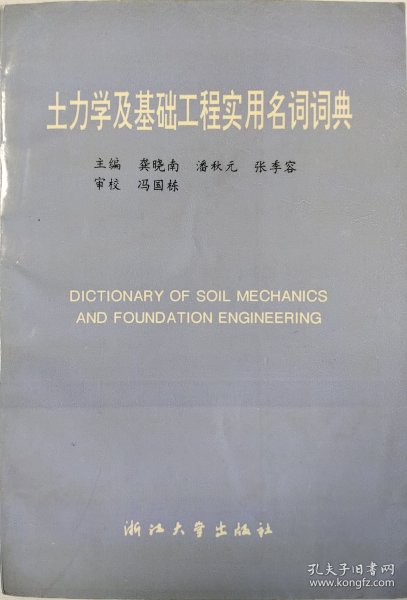 土力学及基础工程实用名词词典
主编 龚晓南 潘秋元 张季容
审校 冯国栋
DICTIONARY OF SOIL MECHANICS
AND FOUNDATION ENGINEERING
浙江大学出版社
孔夫子旧书网
www.kongfz.com